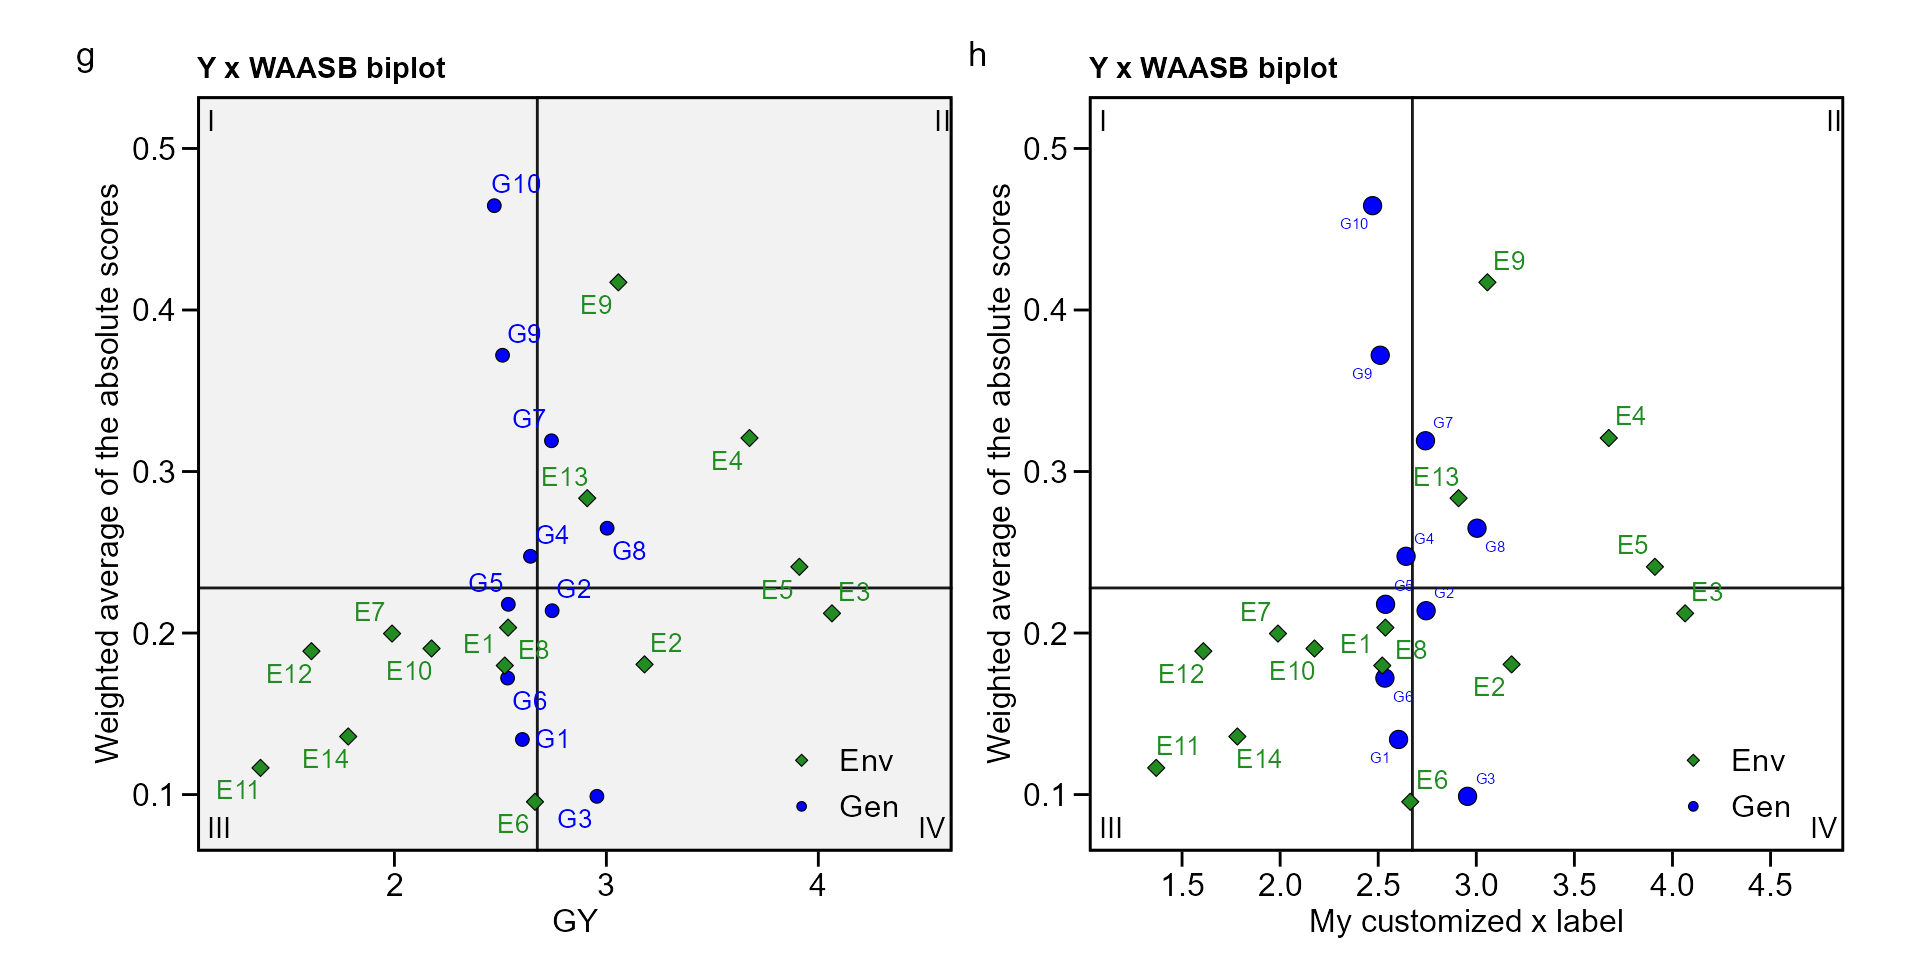 g
Y x WAASB biplot
I
II
0.5
0.4
0.3
0.2
0.1
Weighted average of the absolute scores
G10
E9
G9
G7
E4
E13
G4
G8
G5
G2
E5
E3
E7
E1
E8
E2
E12
E10
G6
G1
E14
E11
E6
G3
Env
Gen
III
IV
2
3
4
GY
h
Y x WAASB biplot
I
II
0.5
0.4
0.3
0.2
0.1
Weighted average of the absolute scores
G10
E9
G9
E4
G7
E13
G4
G8
E5
G5
G2
E3
E7
E1
E8
E12
E10
E2
G6
E11
E14
G1
E6
G3
Env
Gen
III
IV
1.5
2.0
2.5
3.0
3.5
4.0
4.5
My customized x label